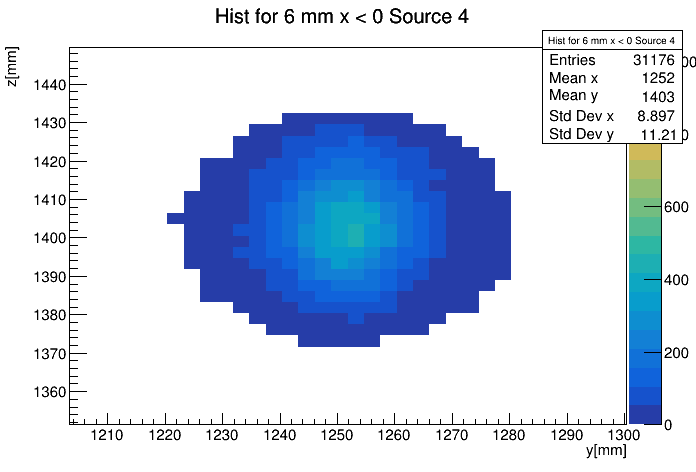 Hist for 6 mm x < 0 Source 4
Hist for 6 mm x < 0 Source 4
Entries 31176
Mean x 1252
Mean y 1403
Std Dev x 8.897
Std Dev y 11.21
z[mm]
1440
1430
1420
1410
1400
1390
1380
1370
1360
1210 1220 1230 1240 1250 1260 1270 1280 1290 1300
y[mm]
600
400
200
0